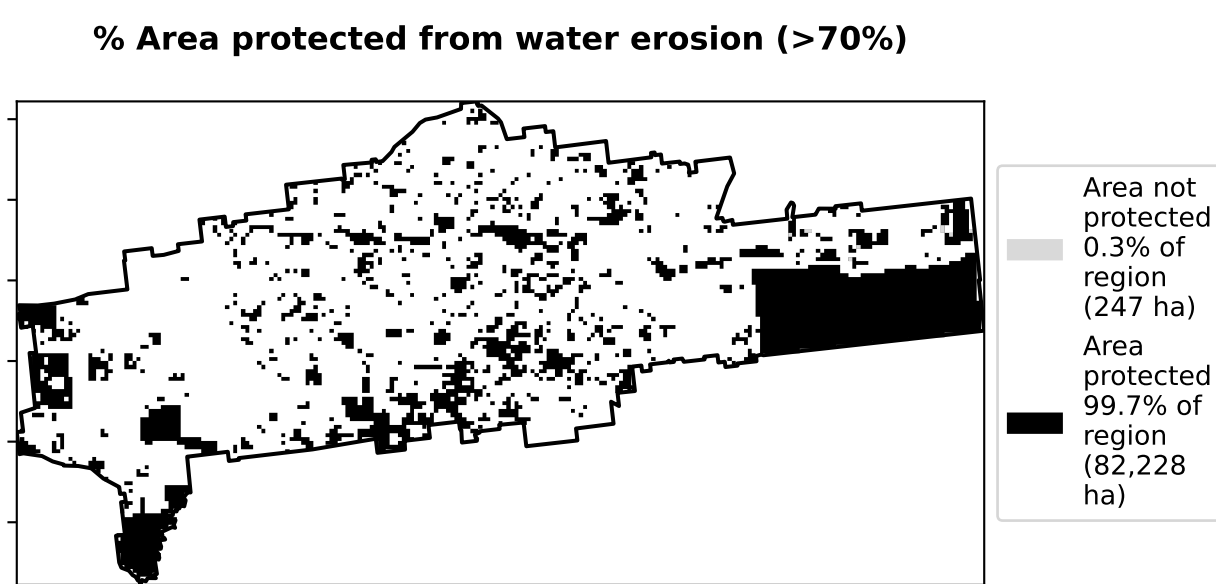 % Area protected from water erosion (>70%)
Area not
protected
0.3% of
region
(247 ha)
Area
protected
99.7% of
region
(82,228
ha)